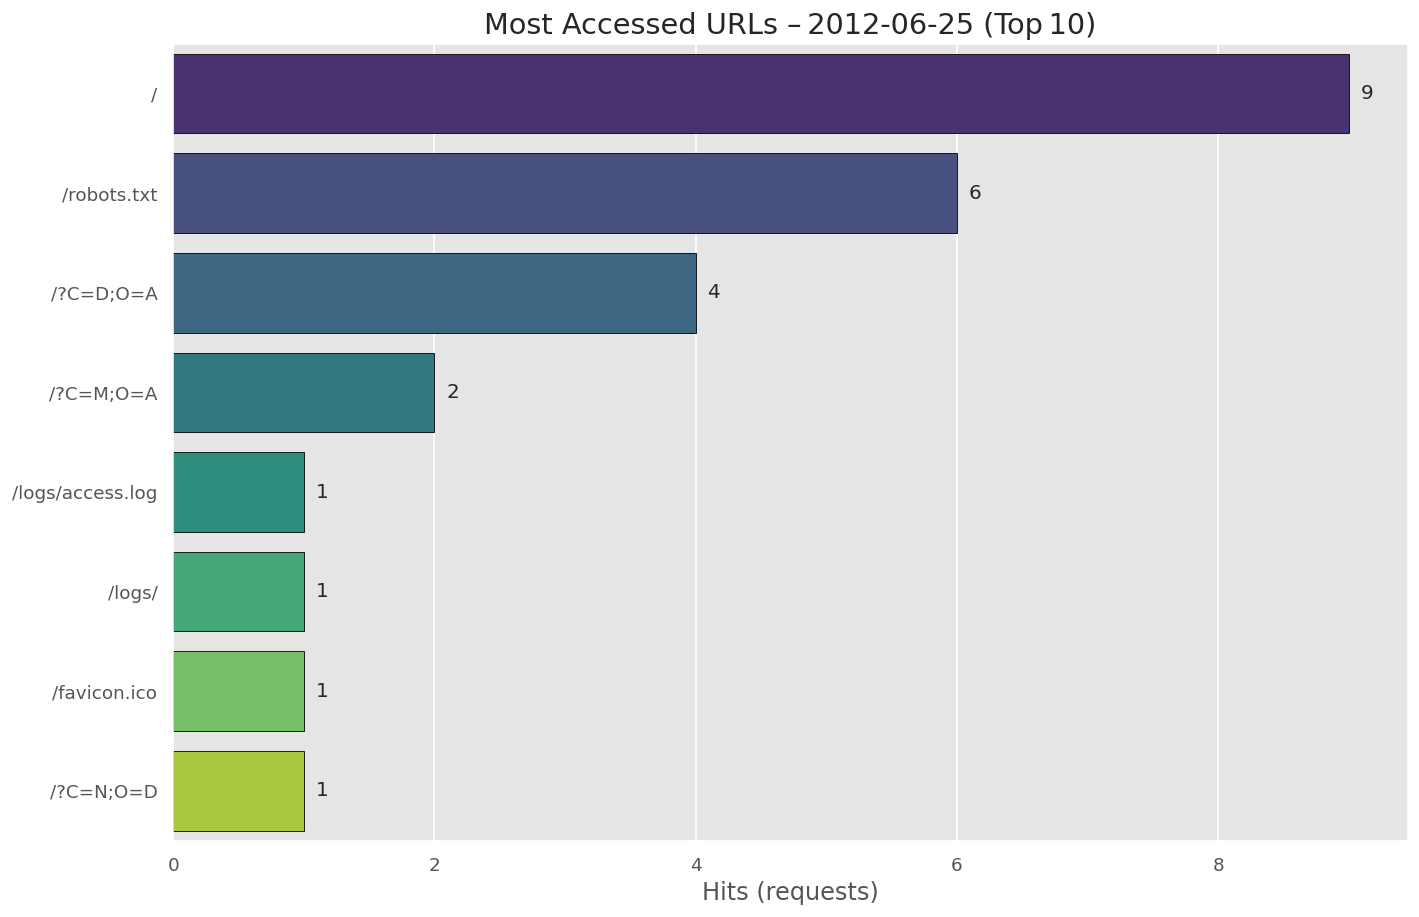 Most Accessed URLs – 2012-06-25 (Top 10)
/ 9
/robots.txt 6
/?C=D;O=A 4
/?C=M;O=A 2
/logs/access.log 1
/logs/ 1
/favicon.ico 1
/?C=N;O=D 1
0 2 4 6 8
Hits (requests)